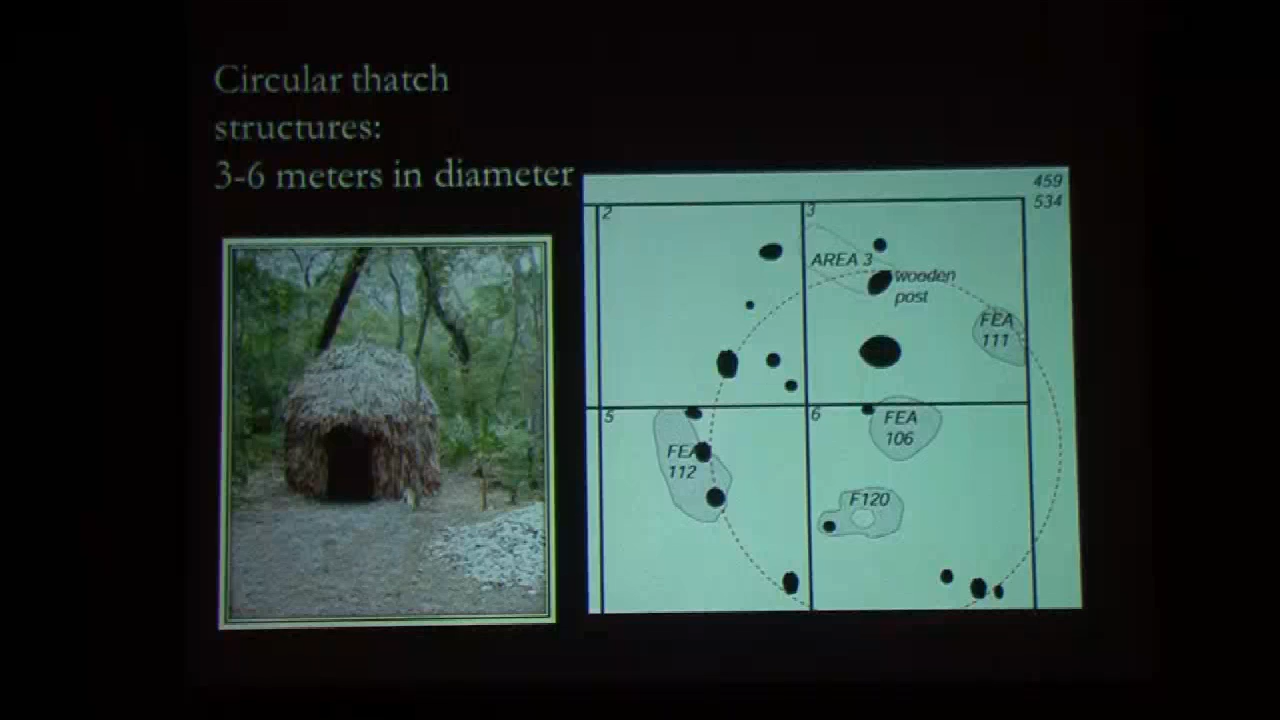 Circular thatch
structures:
3-6 meters in diameter
459
534
2
3
AREA 3
wooden
post
FEA
111
5
6
FEA
106
FEA
112
F120